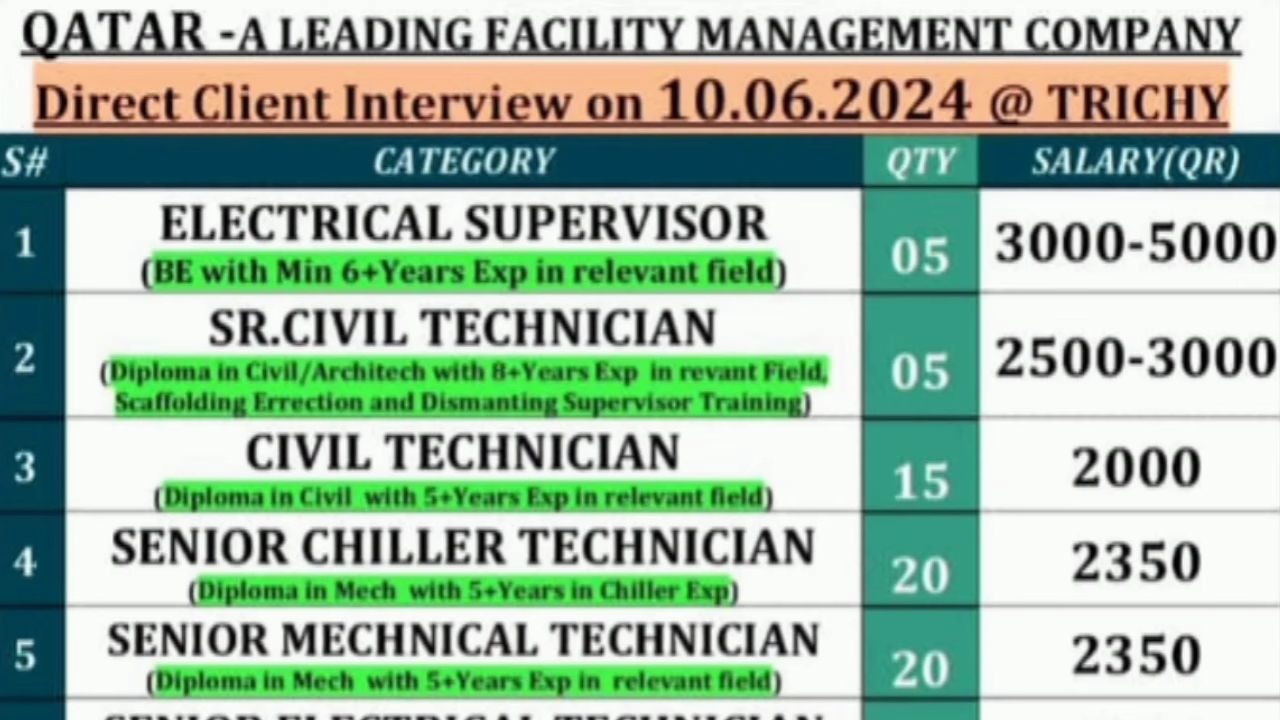 QATAR -A LEADING FACILITY MANAGEMENT COMPANY
Direct Client Interview on 10.06.2024 @ TRICHY
S# CATEGORY QTY SALARY(QR)
1 ELECTRICAL SUPERVISOR 05 3000-5000
(BE with Min 6+Years Exp in relevant field)
2 SR.CIVIL TECHNICIAN 05 2500-3000
(Diploma in Civil/Architech with 8+Years Exp in revant Field,
Scaffolding Errection and Dismanting Supervisor Training)
3 CIVIL TECHNICIAN 15 2000
(Diploma in Civil with 5+Years Exp in relevant field)
4 SENIOR CHILLER TECHNICIAN 20 2350
(Diploma in Mech with 5+Years in Chiller Exp)
5 SENIOR MECHNICAL TECHNICIAN 20 2350
(Diploma in Mech with 5+Years Exp in relevant field)
SENIOR ELECTRICAL TECHNICIAN